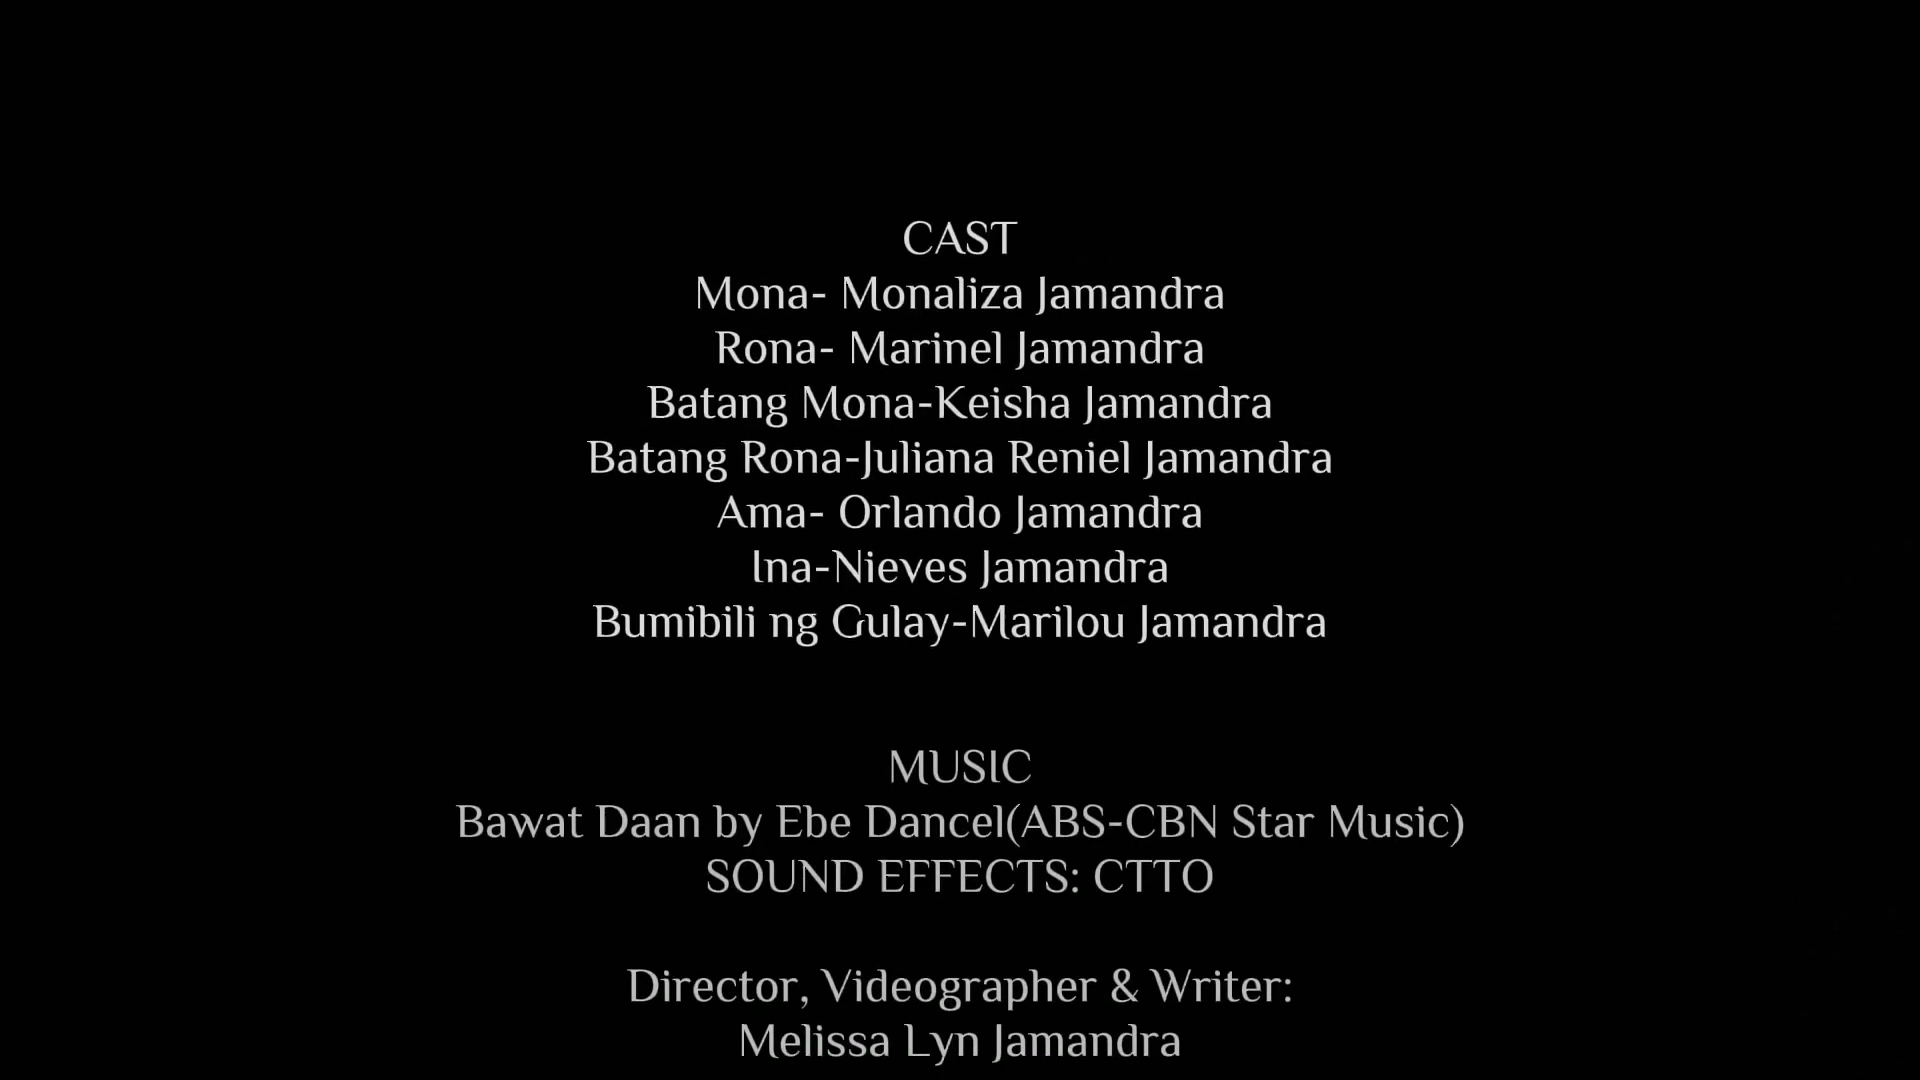 CAST
Mona- Monaliza Jamandra
Rona- Marinel Jamandra
Batang Mona-Keisha Jamandra
Batang Rona-Juliana Reniel Jamandra
Ama- Orlando Jamandra
Ina-Nieves Jamandra
Bumibili ng Gulay-Marilou Jamandra
MUSIC
Bawat Daan by Ebe Dancel(ABS-CBN Star Music)
SOUND EFFECTS: CTTO
Director, Videographer & Writer:
Melissa Lyn Jamandra